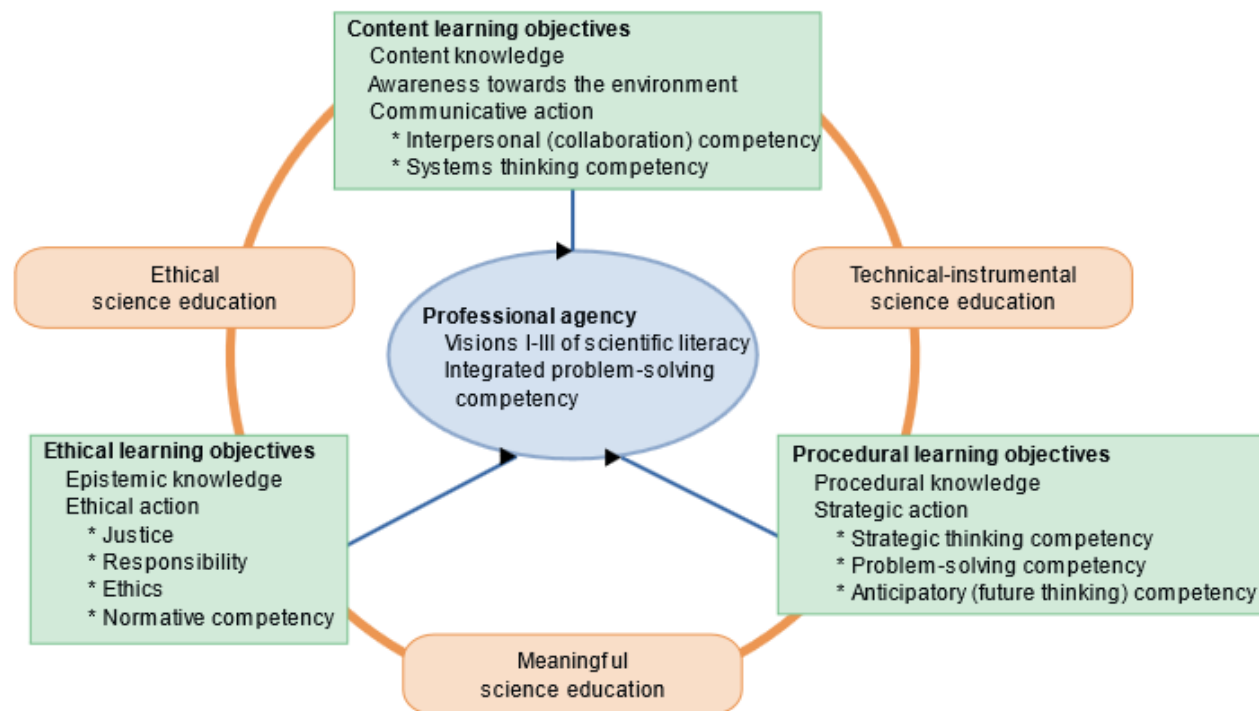 Content learning objectives
Content knowledge
Awareness towards the environment
Communicative action
* Interpersonal (collaboration) competency
* Systems thinking competency
Ethical
science education
Technical-instrumental
science education
Professional agency
Visions I-III of scientific literacy
Integrated problem-solving
competency
Ethical learning objectives
Epistemic knowledge
Ethical action
* Justice
* Responsibility
* Ethics
* Normative competency
Procedural learning objectives
Procedural knowledge
Strategic action
* Strategic thinking competency
* Problem-solving competency
* Anticipatory (future thinking) competency
Meaningful
science education